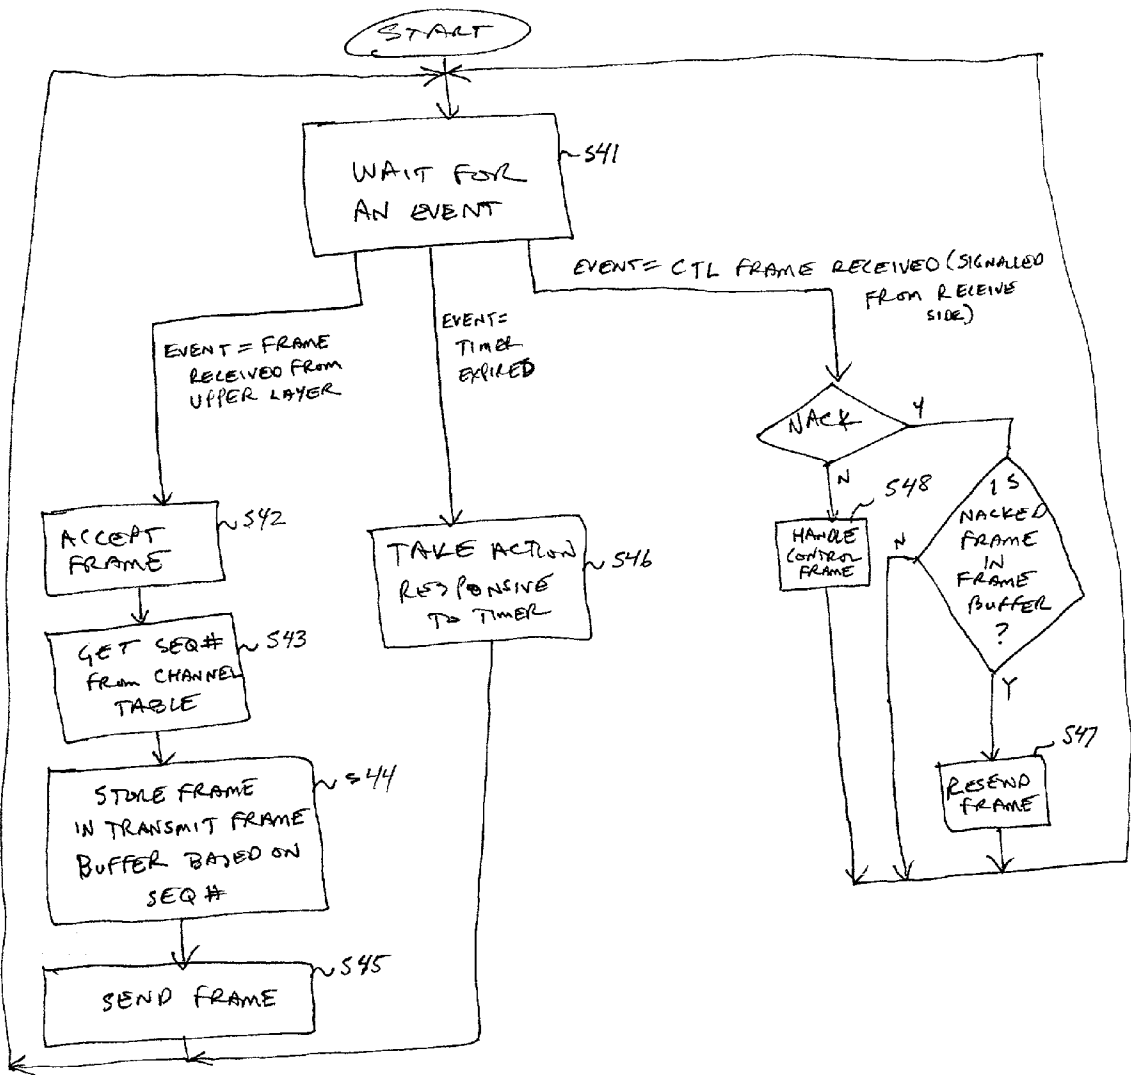 START
WAIT FOR
AN EVENT
S41
EVENT= CTL FRAME RECEIVED (SIGNALLED
FROM RECEIVE
SIDE)
EVENT=
TIMER
EXPIRED
EVENT = FRAME
RECEIVED FROM
UPPER LAYER
NACK
Y
N
S48
HANDLE
CONTROL
FRAME
IS
NACKED
FRAME
IN
FRAME
BUFFER
?
N
Y
S47
RESEND
FRAME
ACCEPT
FRAME
S42
TAKE ACTION
RESPONSIVE
TO TIMER
S46
GET SEQ#
FROM CHANNEL
TABLE
S43
STORE FRAME
IN TRANSMIT FRAME
BUFFER BASED ON
SEQ #
S44
SEND FRAME
S45